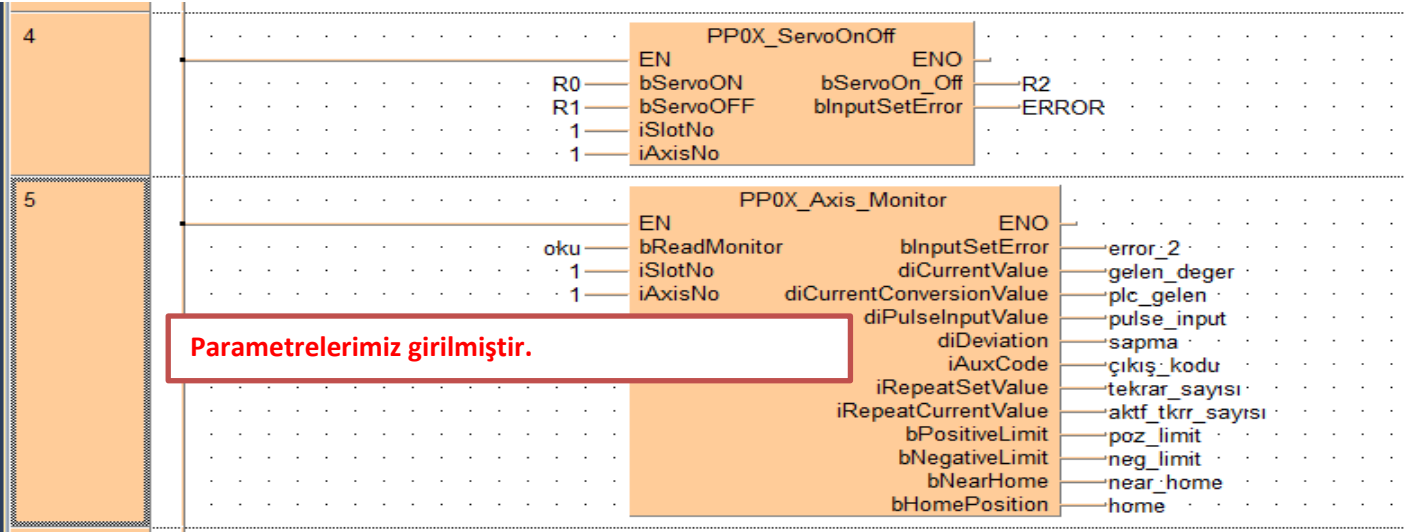 4
PP0X_ServoOnOff
EN ENO
R0 bServoON bServoOn_Off R2
R1 bServoOFF bInputSetError ERROR
1 iSlotNo
1 iAxisNo
5
PP0X_Axis_Monitor
EN ENO
oku bReadMonitor bInputSetError error_2
1 iSlotNo diCurrentValue gelen_deger
1 iAxisNo diCurrentConversionValue plc_gelen
diPulseInputValue pulse_input
Parametrelerimiz girilmiştir.
diDeviation sapma
iAuxCode çıkış_kodu
iRepeatSetValue tekrar_sayısı
iRepeatCurrentValue aktf_tkrr_sayısı
bPositiveLimit poz_limit
bNegativeLimit neg_limit
bNearHome near_home
bHomePosition home